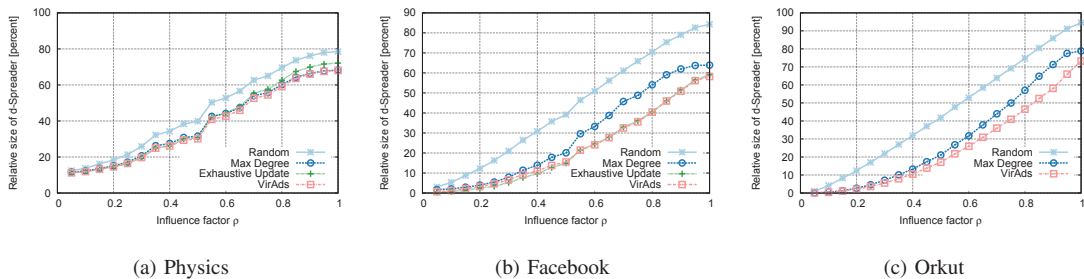 Relative size of d-Spreader [percent]
100
80
60
40
20
0
0
0.2
0.4
0.6
0.8
1
Influence factor ρ
Random
Max Degree
Exhaustive Update
VirAds
(a) Physics
Relative size of d-Spreader [percent]
90
80
70
60
50
40
30
20
10
0
0
0.2
0.4
0.6
0.8
1
Influence factor ρ
Random
Max Degree
Exhaustive Update
VirAds
(b) Facebook
Relative size of d-Spreader [percent]
100
90
80
70
60
50
40
30
20
10
0
0
0.2
0.4
0.6
0.8
1
Influence factor ρ
Random
Max Degree
VirAds
(c) Orkut